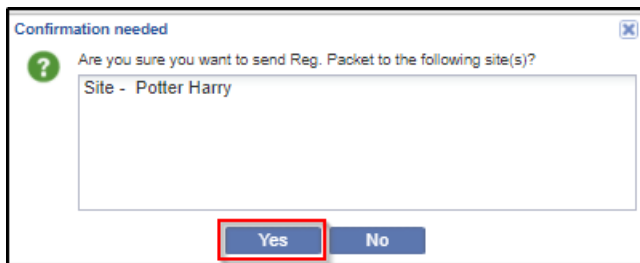 Confirmation needed
Are you sure you want to send Reg. Packet to the following site(s)?
Site - Potter Harry
Yes No